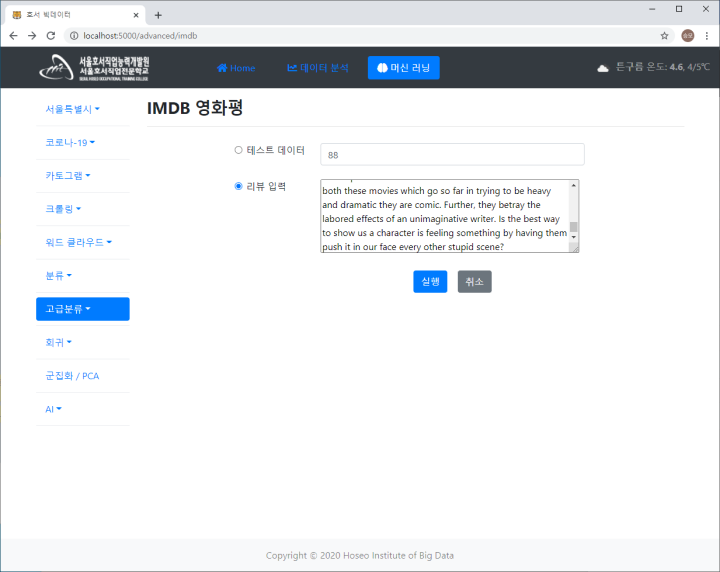 호서 빅데이터
localhost:5000/advanced/imdb
승모
서울호서직업능력개발원
서울호서직업전문학교
SEOUL HOSEO OCCUPATIONAL TRAINING COLLEGE
Home
데이터 분석
머신 러닝
튼구름 온도: 4.6, 4/5℃
서울특별시
코로나-19
카토그램
크롤링
워드 클라우드
분류
고급분류
회귀
군집화 / PCA
AI
IMDB 영화평
테스트 데이터
88
리뷰 입력
both these movies which go so far in trying to be heavy
and dramatic they are comic. Further, they betray the
labored effects of an unimaginative writer. Is the best way
to show us a character is feeling something by having them
push it in our face every other stupid scene?
실행
취소
Copyright © 2020 Hoseo Institute of Big Data